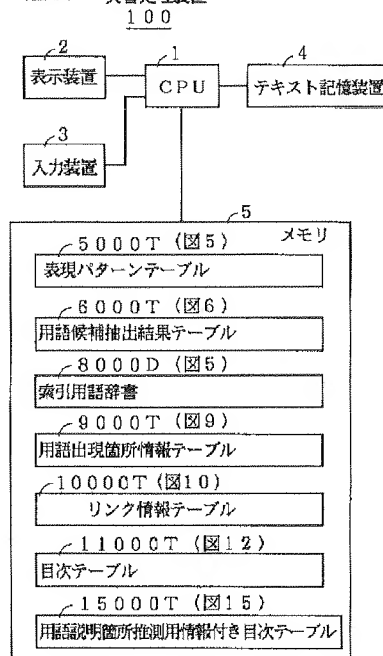 100
2
表示装置
1
CPU
4
テキスト記憶装置
3
入力装置
5
メモリ
5000T (図5)
表現パターンテーブル
6000T (図6)
用語候補抽出結果テーブル
8000D (図5)
索引用語辞書
9000T (図9)
用語出現箇所情報テーブル
10000T (図10)
リンク情報テーブル
11000T (図12)
目次テーブル
15000T (図15)
用語説明箇所推測用情報付き目次テーブル